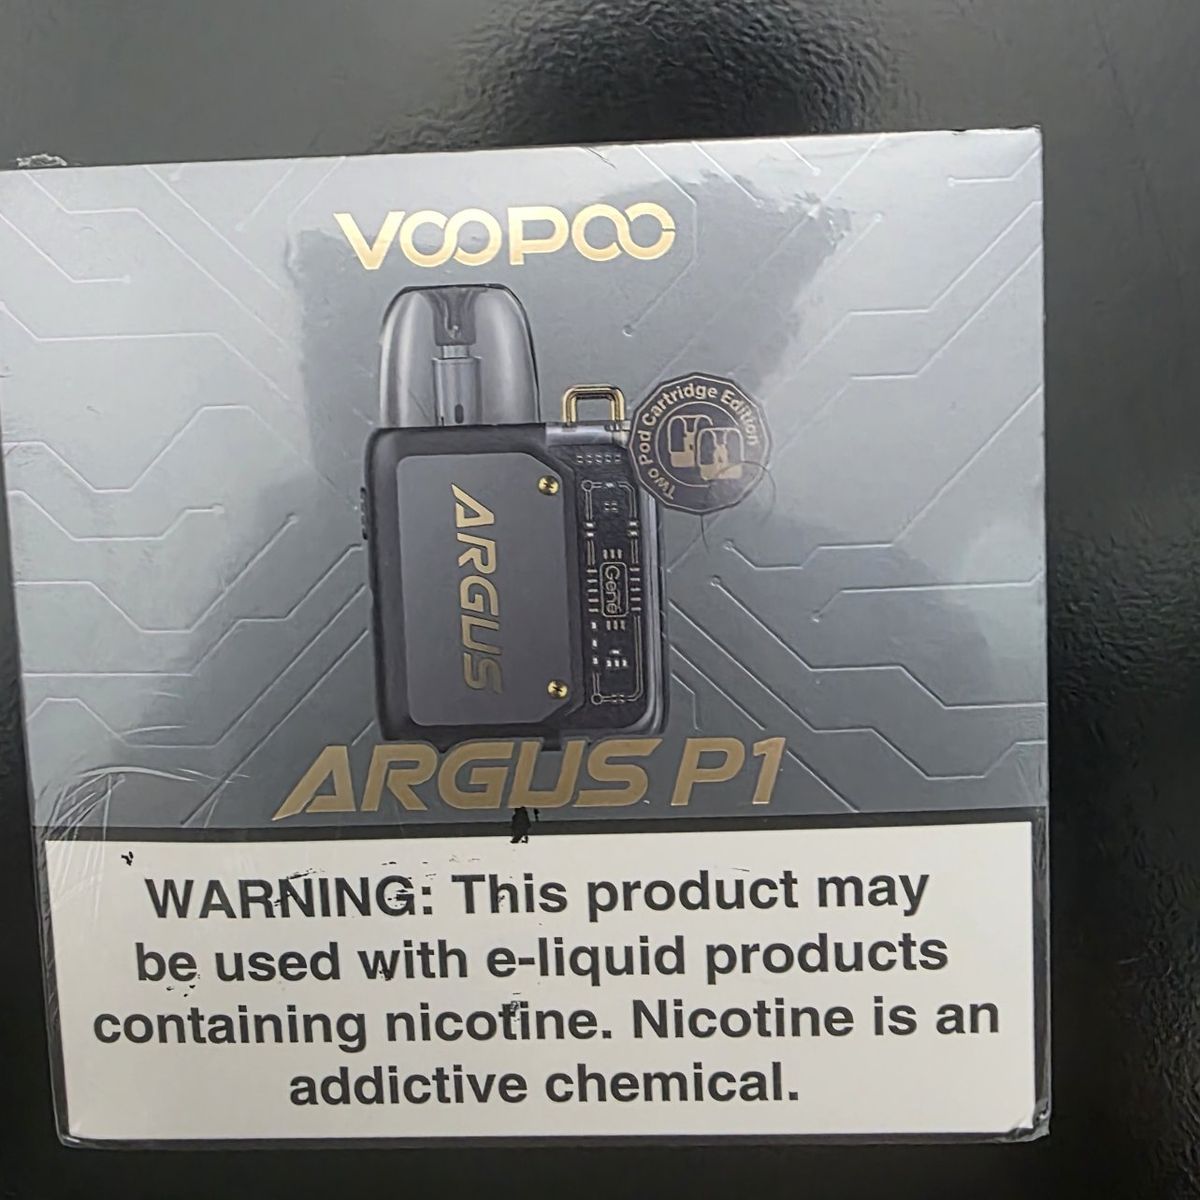 VOOPOO
Two Pod Cartridge Edition
ARGUS
Gene
ARGUS P1
WARNING: This product may
be used with e-liquid products
containing nicotine. Nicotine is an
addictive chemical.